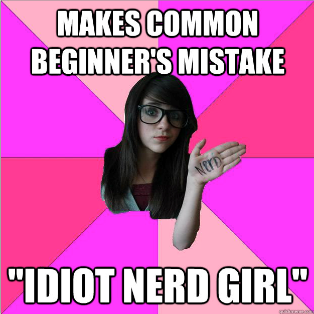 MAKES COMMON
BEGINNER'S MISTAKE
NERD
"IDIOT NERD GIRL"